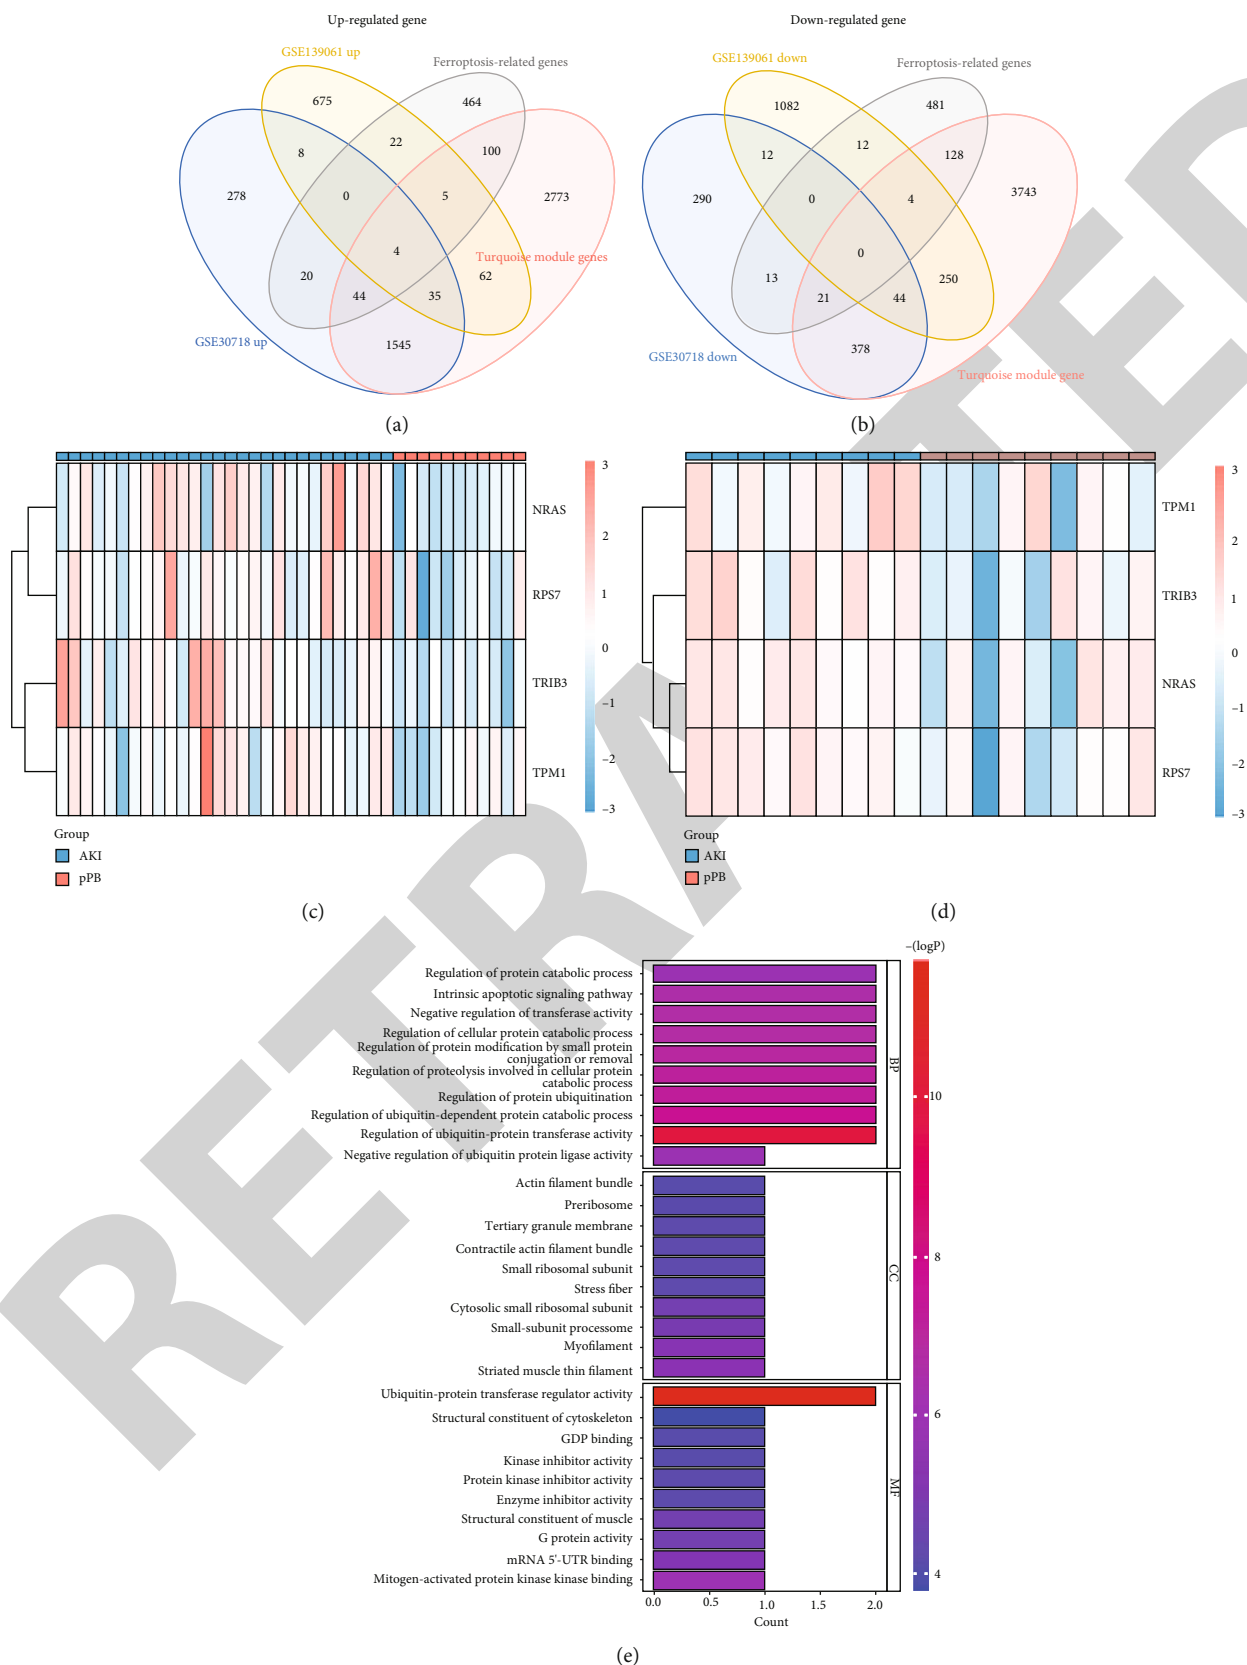 Up-regulated gene
GSE139061 up
Ferroptosis-related genes
675
464
8
22
100
278
0
5
2773
4
Turquoise module genes
20
62
44
35
GSE30718 up
1545
(a)
Down-regulated gene
GSE139061 down
Ferroptosis-related genes
1082
481
12
12
128
290
0
4
3743
0
13
250
21
44
GSE30718 down
378
Turquoise module gene
(b)
NRAS
RPS7
TRIB3
TPM1
3
2
1
0
–1
–2
–3
Group
AKI
pPB
(c)
TPM1
TRIB3
NRAS
RPS7
3
2
1
0
–1
–2
–3
Group
AKI
pPB
(d)
Regulation of protein catabolic process
Intrinsic apoptotic signaling pathway
Negative regulation of transferase activity
Regulation of cellular protein catabolic process
Regulation of protein modification by small protein
conjugation or removal
Regulation of proteolysis involved in cellular protein
catabolic process
Regulation of protein ubiquitination
Regulation of ubiquitin-dependent protein catabolic process
Regulation of ubiquitin-protein transferase activity
Negative regulation of ubiquitin protein ligase activity
BP
Actin filament bundle
Preribosome
Tertiary granule membrane
Contractile actin filament bundle
Small ribosomal subunit
Stress fiber
Cytosolic small ribosomal subunit
Small-subunit processome
Myofilament
Striated muscle thin filament
CC
Ubiquitin-protein transferase regulator activity
Structural constituent of cytoskeleton
GDP binding
Kinase inhibitor activity
Protein kinase inhibitor activity
Enzyme inhibitor activity
Structural constituent of muscle
G protein activity
mRNA 5'-UTR binding
Mitogen-activated protein kinase kinase binding
MF
0.0 0.5 1.0 1.5 2.0
Count
–(logP)
10
8
6
4
(e)
RETRACTED